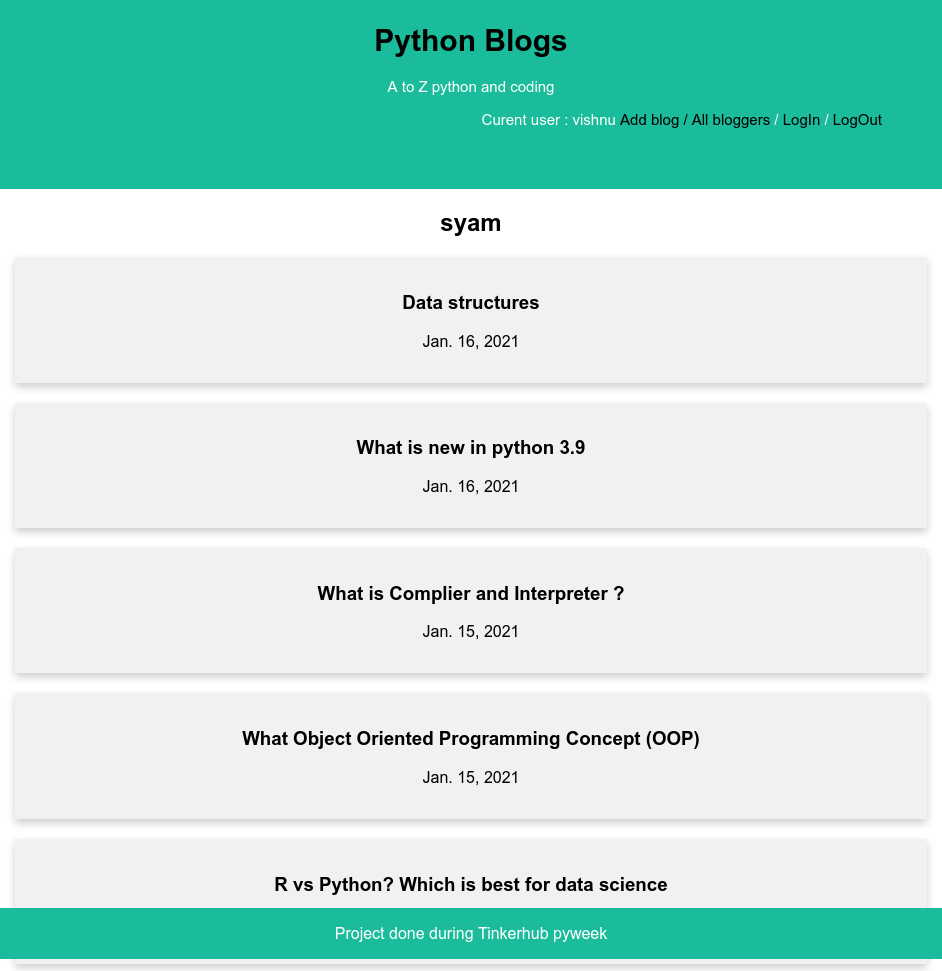 Python Blogs
A to Z python and coding
Curent user : vishnu Add blog / All bloggers / LogIn / LogOut
syam
Data structures
Jan. 16, 2021
What is new in python 3.9
Jan. 16, 2021
What is Complier and Interpreter ?
Jan. 15, 2021
What Object Oriented Programming Concept (OOP)
Jan. 15, 2021
R vs Python? Which is best for data science
Project done during Tinkerhub pyweek